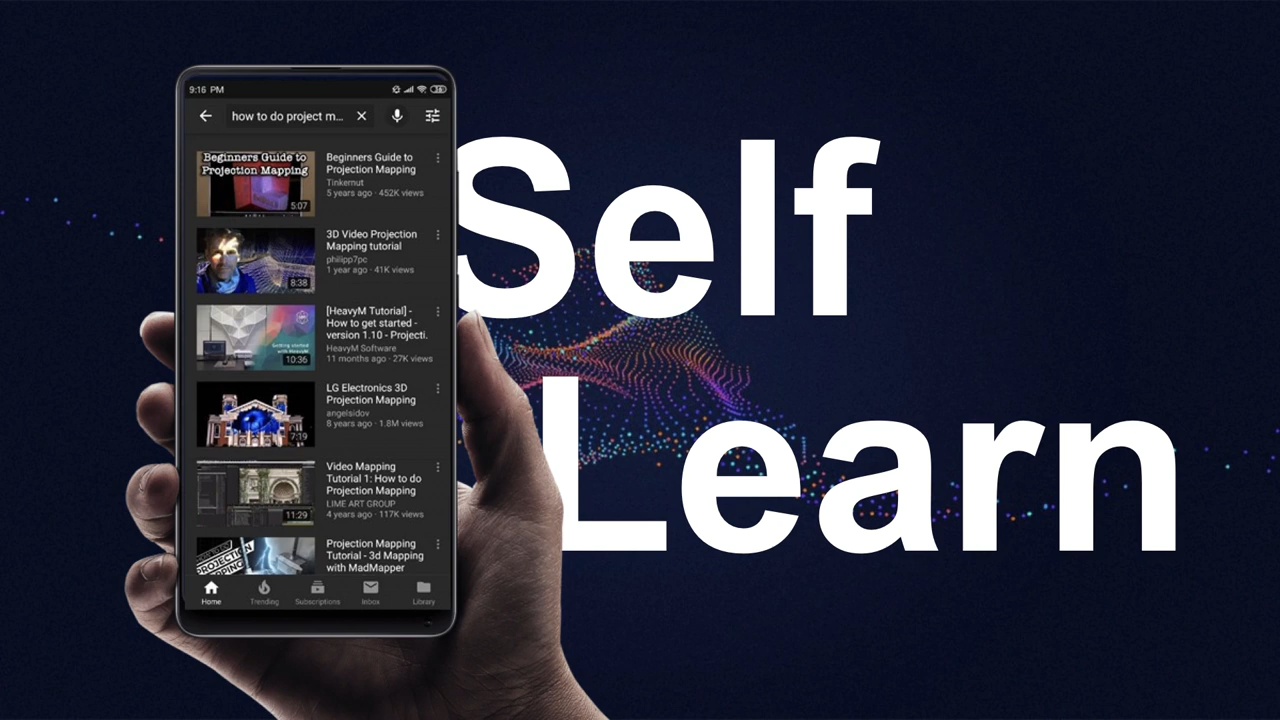 9:16 PM
how to do project m...
Beginners Guide to
Projection Mapping
5:07
Beginners Guide to
Projection Mapping
Tinkernut
5 years ago · 452K views
8:38
3D Video Projection
Mapping tutorial
philipp7pc
1 year ago · 41K views
Getting started
with HeavyM
10:36
[HeavyM Tutorial] -
How to get started -
version 1.10 - Projecti.
HeavyM Software
11 months ago · 27K views
7:19
LG Electronics 3D
Projection Mapping
angelsidov
8 years ago · 1.8M views
11:29
Video Mapping
Tutorial 1: How to do
Projection Mapping
LIME ART GROUP
4 years ago · 117K views
Projection Mapping
Tutorial - 3d Mapping
with MadMapper
Home
Trending
Subscriptions
Inbox
Library
Self
Learn